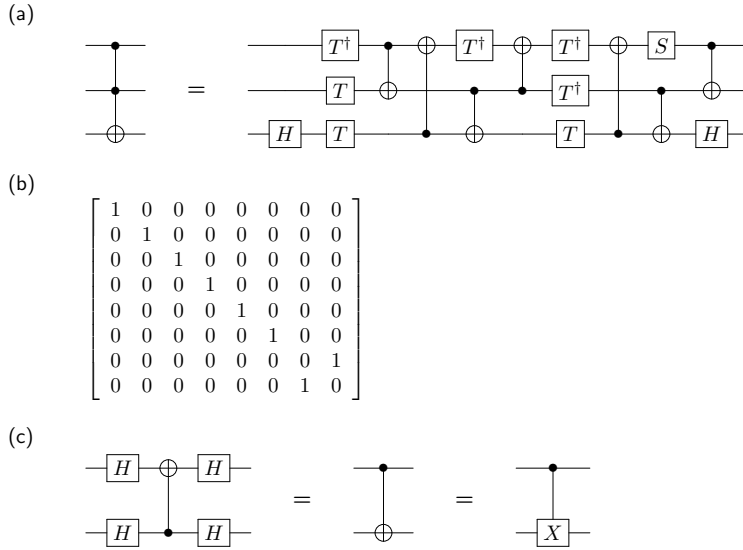 (a)
T† T† T† S
= T T†
H T T H
(b)
1 0 0 0 0 0 0 0
0 1 0 0 0 0 0 0
0 0 1 0 0 0 0 0
0 0 0 1 0 0 0 0
0 0 0 0 1 0 0 0
0 0 0 0 0 1 0 0
0 0 0 0 0 0 0 1
0 0 0 0 0 0 1 0
(c)
H H
= =
H H X